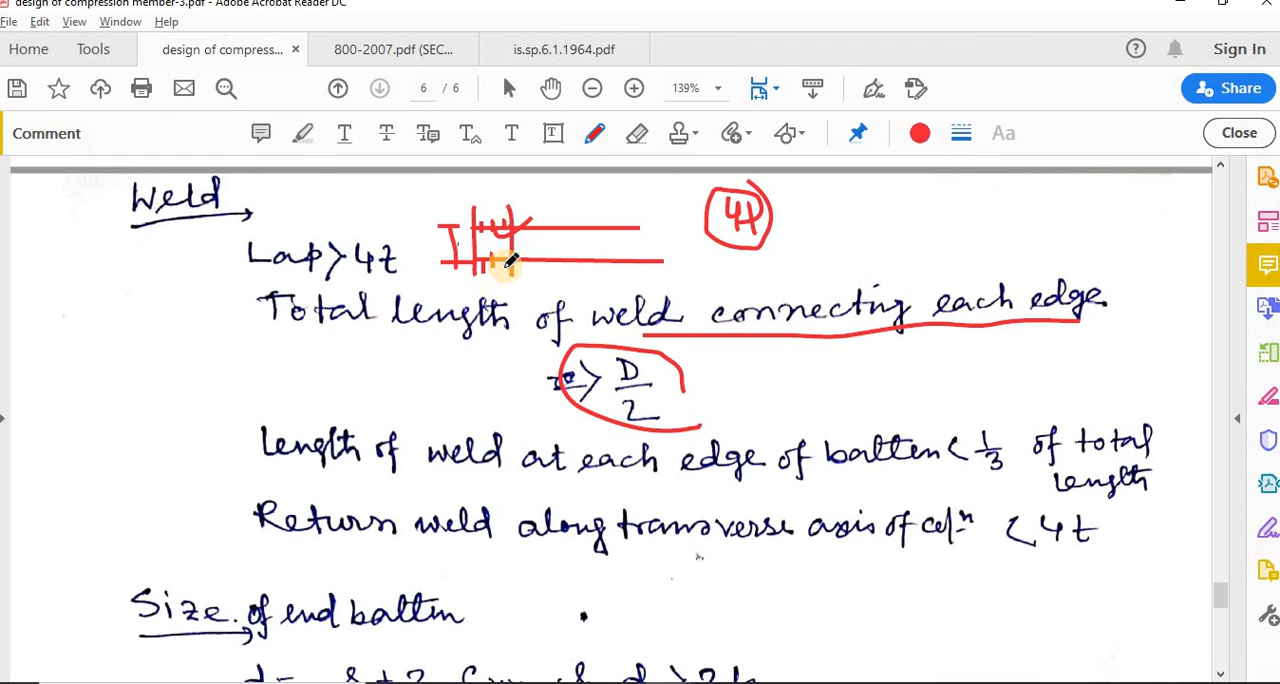 design of compression member-3.pdf - Adobe Acrobat Reader DC
File Edit View Window Help
Home Tools design of compress... × 800-2007.pdf (SEC... is.sp.6.1.1964.pdf ? Sign In
6 / 6 139% Share
Comment T T T T T Aa Close
Weld
4t
Lap > 4t
Total length of weld connecting each edge
> D/2
Length of weld at each edge of batten < 1/3 of total
length
Return weld along transverse axis of coln < 4t
Size of end batten